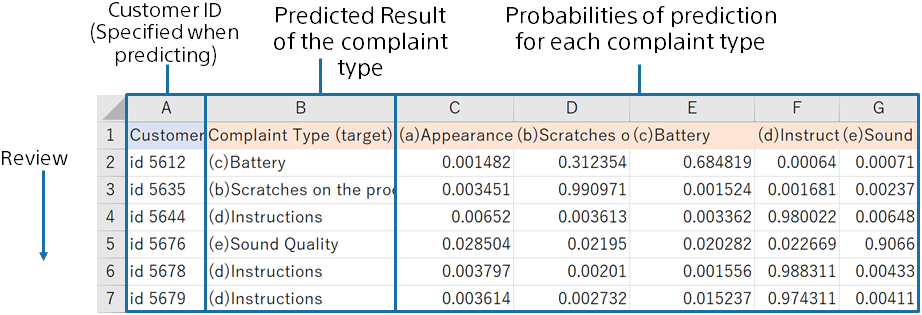 Customer ID
(Specified when
predicting)
Predicted Result
of the complaint
type
Probabilities of prediction
for each complaint type
Review
A B C D E F G
1 Customer Complaint Type (target) (a)Appearance (b)Scratches o (c)Battery (d)Instruct (e)Sound
2 id 5612 (c)Battery 0.001482 0.312354 0.684819 0.00064 0.00071
3 id 5635 (b)Scratches on the pro 0.003451 0.990971 0.001524 0.001681 0.00237
4 id 5644 (d)Instructions 0.00652 0.003613 0.003362 0.980022 0.00648
5 id 5676 (e)Sound Quality 0.028504 0.02195 0.020282 0.022669 0.9066
6 id 5678 (d)Instructions 0.003797 0.00201 0.001556 0.988311 0.00433
7 id 5679 (d)Instructions 0.003614 0.002732 0.015237 0.974311 0.00411